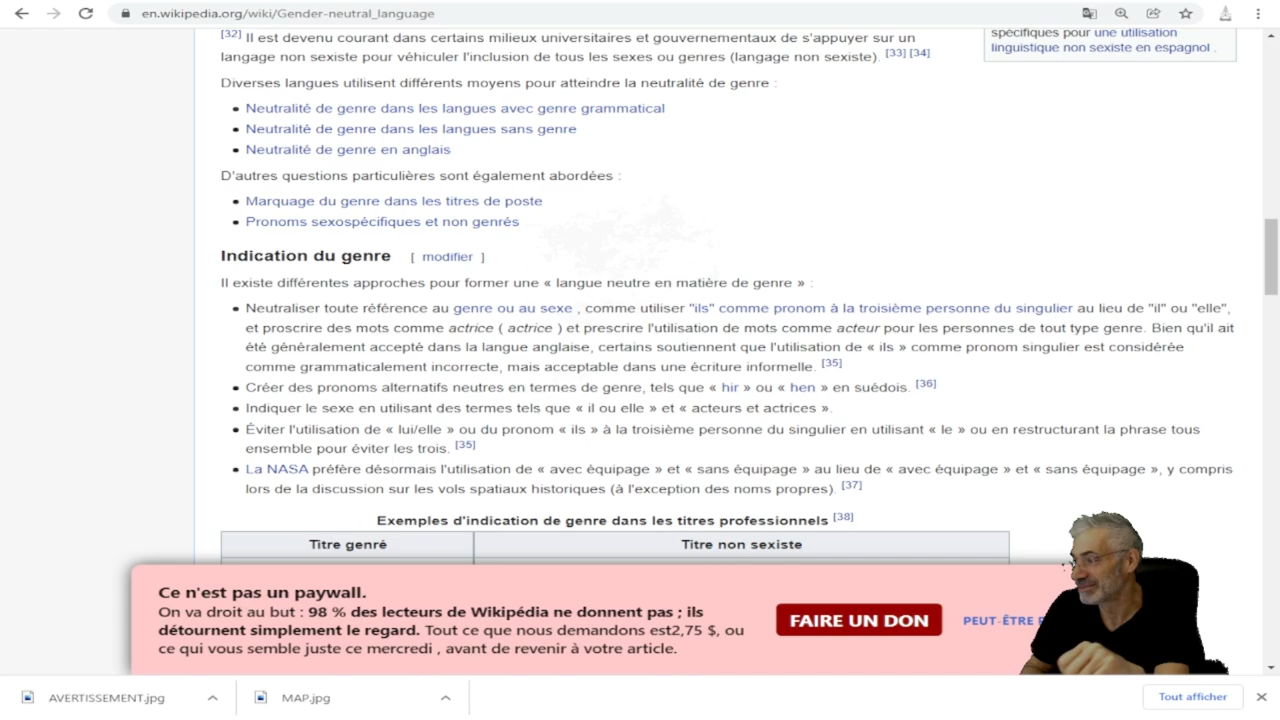 en.wikipedia.org/wiki/Gender-neutral_language
[32] Il est devenu courant dans certains milieux universitaires et gouvernementaux de s'appuyer sur un
langage non sexiste pour véhiculer l'inclusion de tous les sexes ou genres (langage non sexiste). [33] [34]
spécifiques pour une utilisation
linguistique non sexiste en espagnol .
Diverses langues utilisent différents moyens pour atteindre la neutralité de genre :
• Neutralité de genre dans les langues avec genre grammatical
• Neutralité de genre dans les langues sans genre
• Neutralité de genre en anglais
D'autres questions particulières sont également abordées :
• Marquage du genre dans les titres de poste
• Pronoms sexospécifiques et non genrés
Indication du genre [ modifier ]
Il existe différentes approches pour former une « langue neutre en matière de genre » :
• Neutraliser toute référence au genre ou au sexe , comme utiliser "ils" comme pronom à la troisième personne du singulier au lieu de "il" ou "elle",
et proscrire des mots comme actrice ( actrice ) et prescrire l'utilisation de mots comme acteur pour les personnes de tout type genre. Bien qu'il ait
été généralement accepté dans la langue anglaise, certains soutiennent que l'utilisation de « ils » comme pronom singulier est considérée
comme grammaticalement incorrecte, mais acceptable dans une écriture informelle. [35]
• Créer des pronoms alternatifs neutres en termes de genre, tels que « hir » ou « hen » en suédois. [36]
• Indiquer le sexe en utilisant des termes tels que « il ou elle » et « acteurs et actrices ».
• Éviter l'utilisation de « lui/elle » ou du pronom « ils » à la troisième personne du singulier en utilisant « le » ou en restructurant la phrase tous
ensemble pour éviter les trois. [35]
• La NASA préfère désormais l'utilisation de « avec équipage » et « sans équipage » au lieu de « avec équipage » et « sans équipage », y compris
lors de la discussion sur les vols spatiaux historiques (à l'exception des noms propres). [37]
Exemples d'indication de genre dans les titres professionnels [38]
Titre genré Titre non sexiste
Ce n'est pas un paywall.
On va droit au but : 98 % des lecteurs de Wikipédia ne donnent pas ; ils
détournent simplement le regard. Tout ce que nous demandons est2,75 $, ou
ce qui vous semble juste ce mercredi , avant de revenir à votre article.
FAIRE UN DON
PEUT-ÊTRE
AVERTISSEMENT.jpg
MAP.jpg
Tout afficher